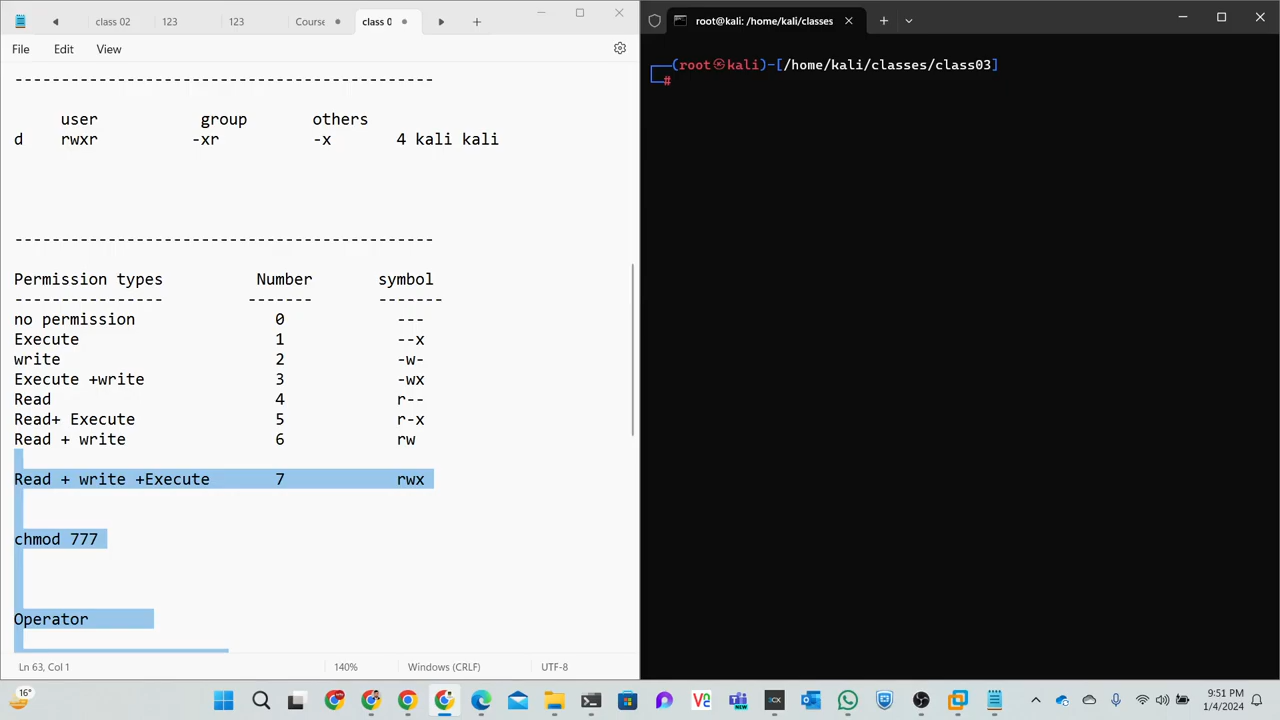 class 02 123 123 Course class 0
File Edit View
---------------------------------------------
user group others
d rwxr -xr -x 4 kali kali
---------------------------------------------
Permission types Number symbol
---------------- ------- -------
no permission 0 ---
Execute 1 --x
write 2 -w-
Execute +write 3 -wx
Read 4 r--
Read+ Execute 5 r-x
Read + write 6 rw
Read + write +Execute 7 rwx
chmod 777
Operator
Ln 63, Col 1 140% Windows (CRLF) UTF-8
root@kali: /home/kali/classes
(root㉿kali)-[/home/kali/classes/class03]
#
16°
9:51 PM
1/4/2024